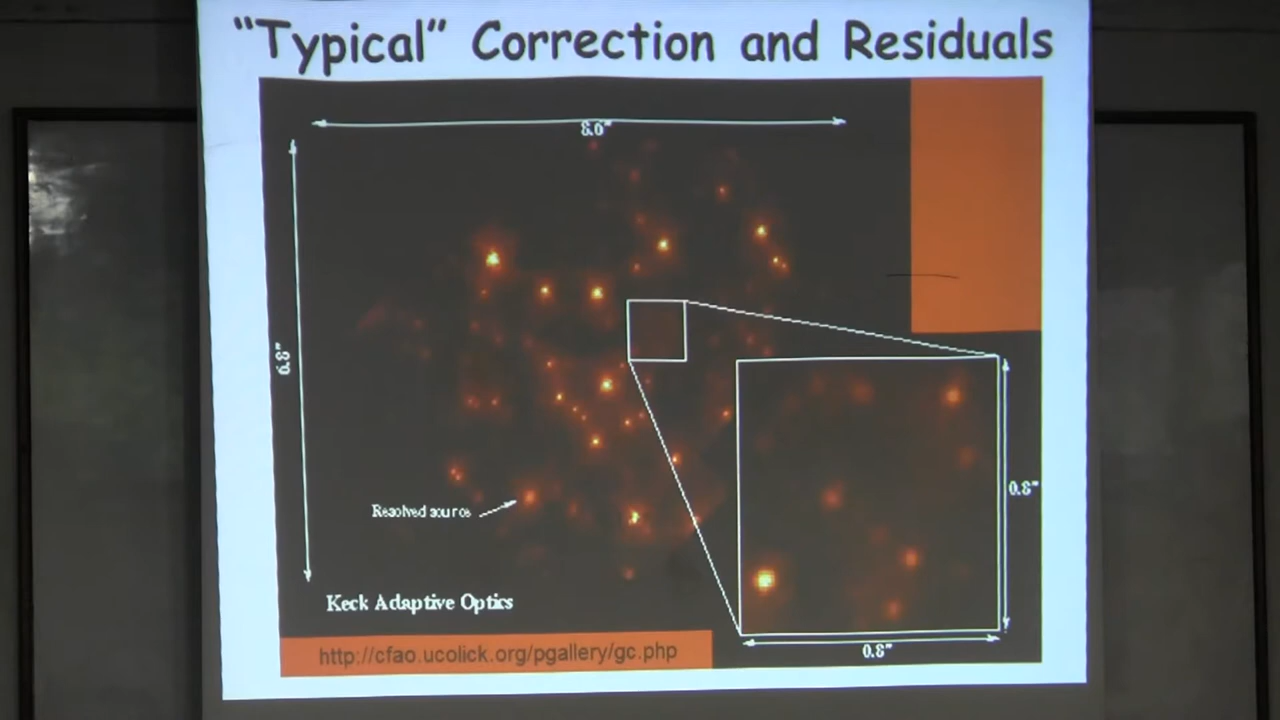 “Typical” Correction and Residuals
8.0"
6.8"
Resolved source
0.8"
Keck Adaptive Optics
0.8"
http://cfao.ucolick.org/pgallery/gc.php